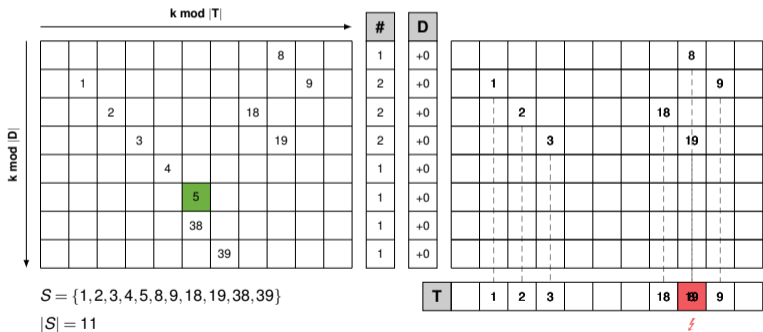 k mod |T|
# D
8 1 +0 8
1 9 2 +0 1 9
2 18 2 +0 2 18
3 19 2 +0 3 19
4 1 +0
5 1 +0
38 1 +0
39 1 +0
k mod |D|
S = {1,2,3,4,5,8,9,18,19,38,39}
T 1 2 3 18 9
|S| = 11